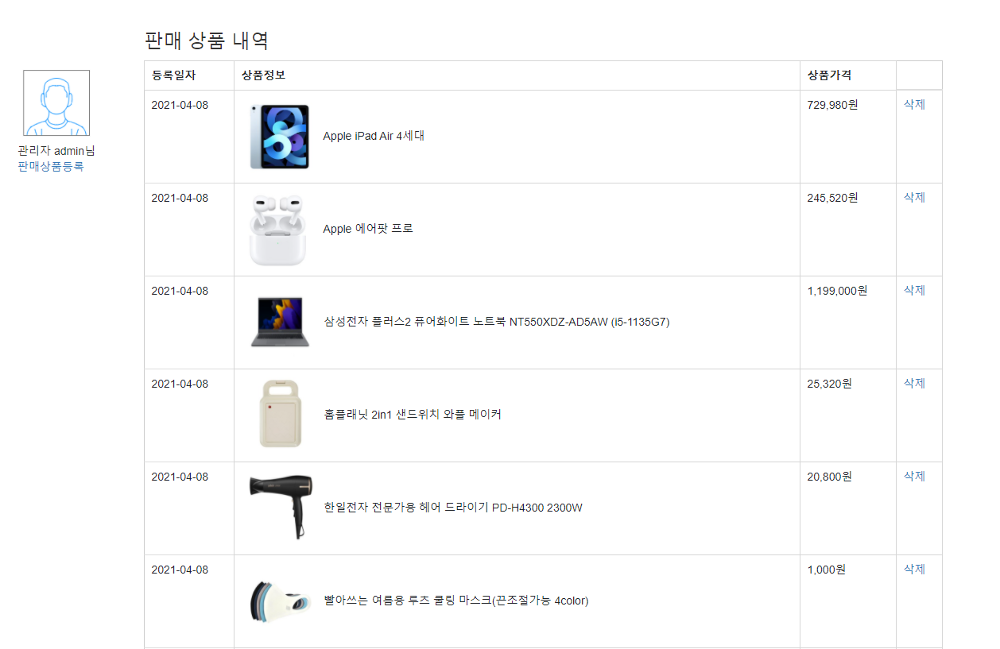 판매 상품 내역
관리자 admin님
판매상품등록
등록일자 상품정보 상품가격
2021-04-08 Apple iPad Air 4세대 729,980원 삭제
2021-04-08 Apple 에어팟 프로 245,520원 삭제
2021-04-08 삼성전자 플러스2 퓨어화이트 노트북 NT550XDZ-AD5AW (i5-1135G7) 1,199,000원 삭제
2021-04-08 홈플래닛 2in1 샌드위치 와플 메이커 25,320원 삭제
2021-04-08 한일전자 전문가용 헤어 드라이기 PD-H4300 2300W 20,800원 삭제
2021-04-08 빨아쓰는 여름용 루츠 쿨링 마스크(끈조절가능 4color) 1,000원 삭제